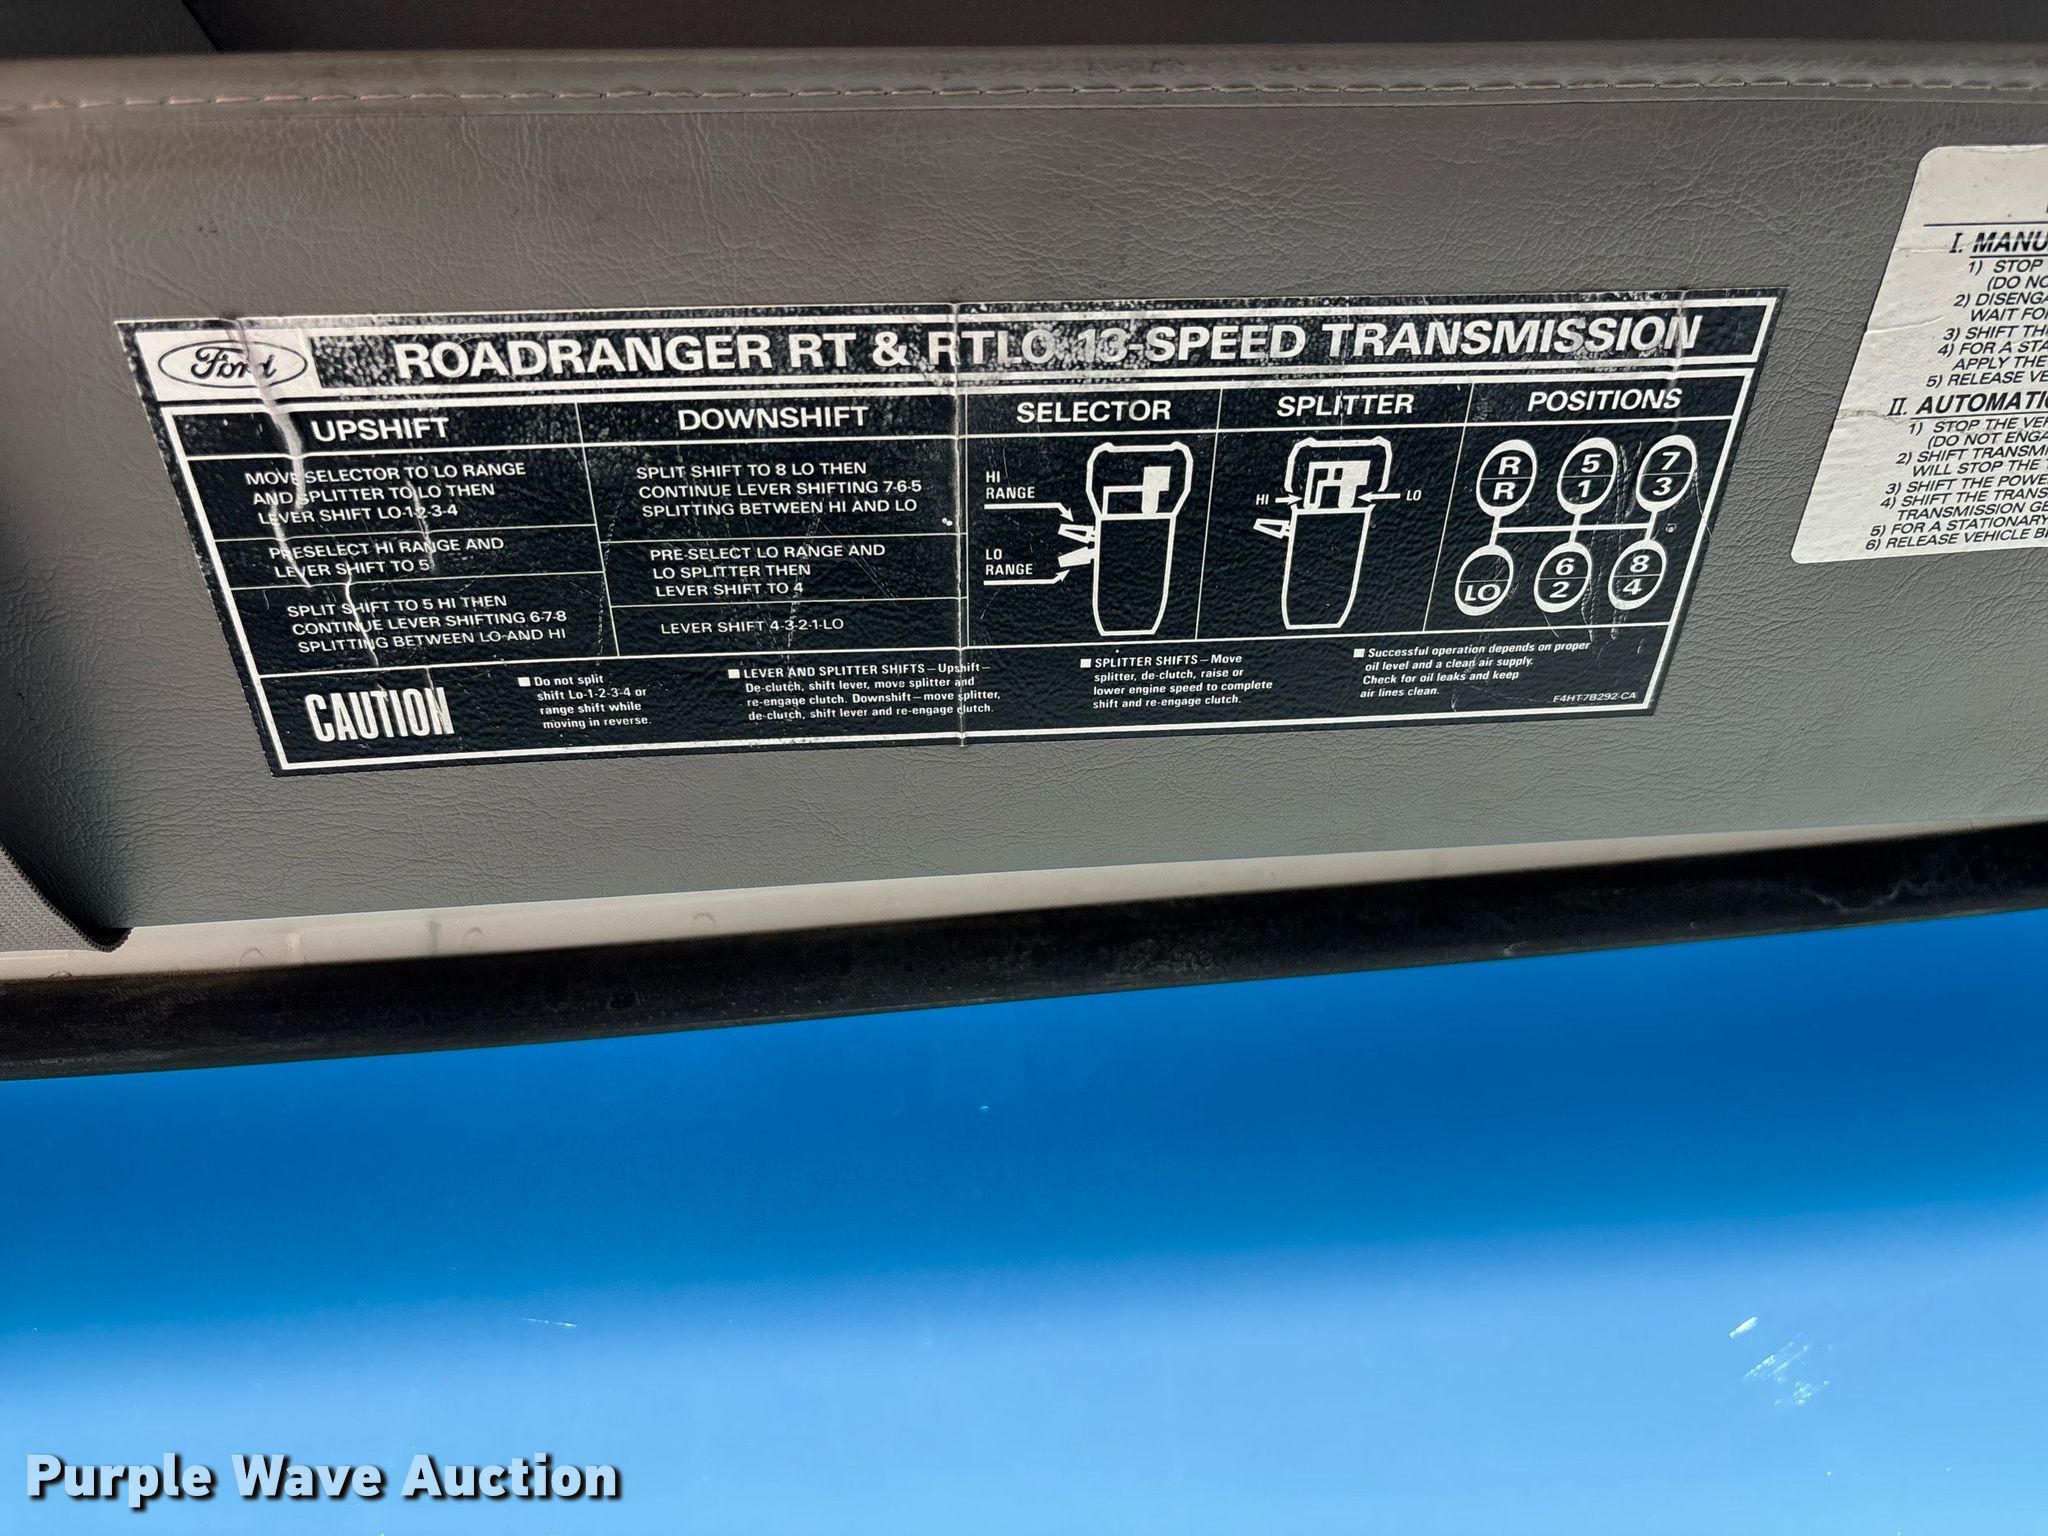 Ford
ROADRANGER RT & RTLO 13-SPEED TRANSMISSION
UPSHIFT
MOVE SELECTOR TO LO RANGE
AND SPLITTER TO LO THEN
LEVER SHIFT LO-1-2-3-4
PRESELECT HI RANGE AND
LEVER SHIFT TO 5
SPLIT SHIFT TO 5 HI THEN
CONTINUE LEVER SHIFTING 6-7-8
SPLITTING BETWEEN LO AND HI
DOWNSHIFT
SPLIT SHIFT TO 8 LO THEN
CONTINUE LEVER SHIFTING 7-6-5
SPLITTING BETWEEN HI AND LO
PRE-SELECT LO RANGE AND
LO SPLITTER THEN
LEVER SHIFT TO 4
LEVER SHIFT 4-3-2-1-LO
SELECTOR
HI
RANGE
LO
RANGE
SPLITTER
HI LO
POSITIONS
R 5 7
R 1 3
6 8
LO 2 4
CAUTION
■ Do not split
shift Lo-1-2-3-4 or
range shift while
moving in reverse.
■ LEVER AND SPLITTER SHIFTS – Upshift –
De-clutch, shift lever, move splitter and
re-engage clutch. Downshift – move splitter,
de-clutch, shift lever and re-engage clutch.
■ SPLITTER SHIFTS – Move
splitter, de-clutch, raise or
lower engine speed to complete
shift and re-engage clutch.
■ Successful operation depends on proper
oil level and a clean air supply.
Check for oil leaks and keep
air lines clean.
F4HT-7B292-CA
I. MANU
1) STOP
(DO NO
2) DISENGA
WAIT FOR
3) SHIFT TH
4) FOR A STA
APPLY THE
5) RELEASE VE
II. AUTOMATIC
1) STOP THE VEH
(DO NOT ENGA
2) SHIFT TRANSMI
WILL STOP THE
3) SHIFT THE POWE
4) SHIFT THE TRANS
TRANSMISSION GE
5) FOR A STATIONARY
6) RELEASE VEHICLE B
Purple Wave Auction